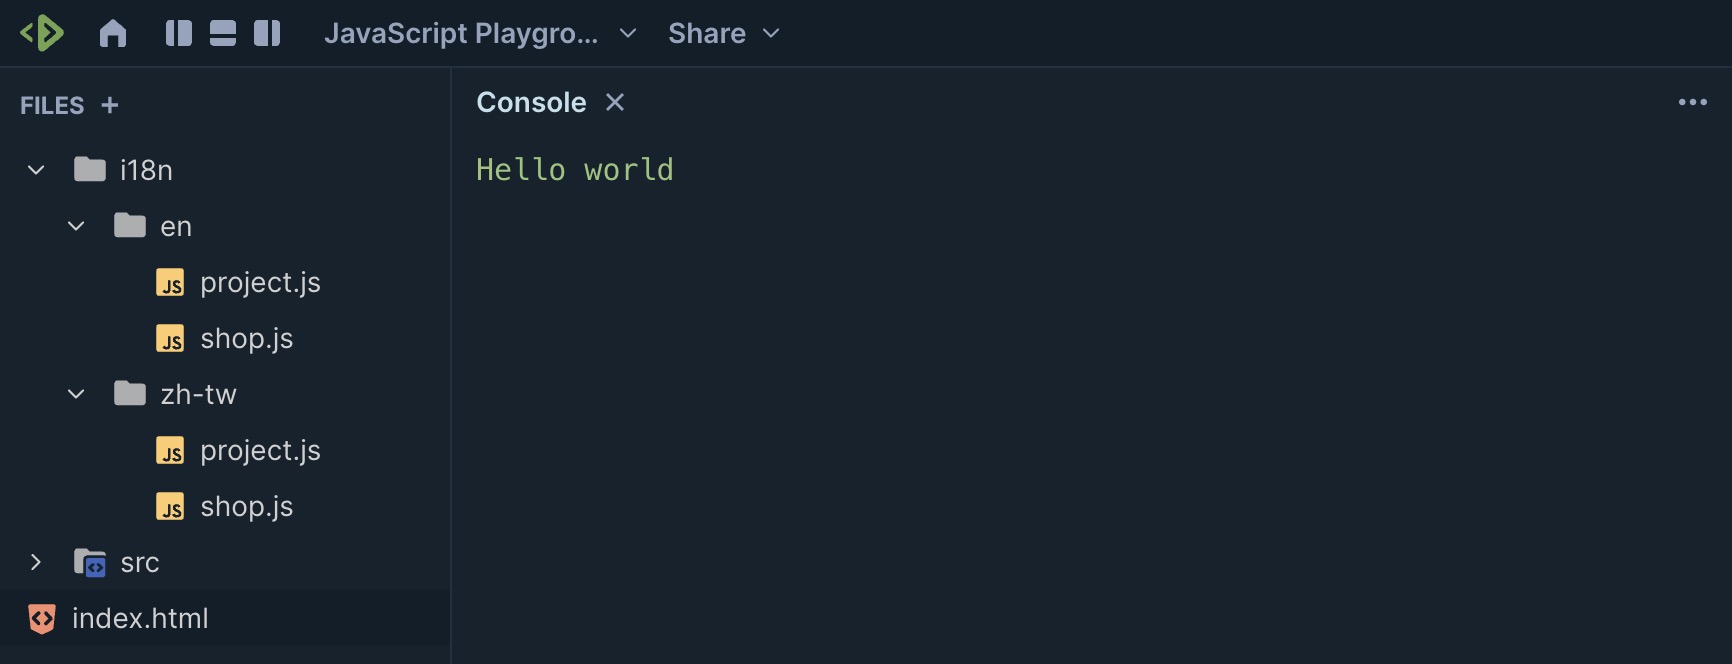 JavaScript Playgro... Share
FILES +
Console ×
Hello world
i18n
en
JS project.js
JS shop.js
zh-tw
JS project.js
JS shop.js
src
index.html